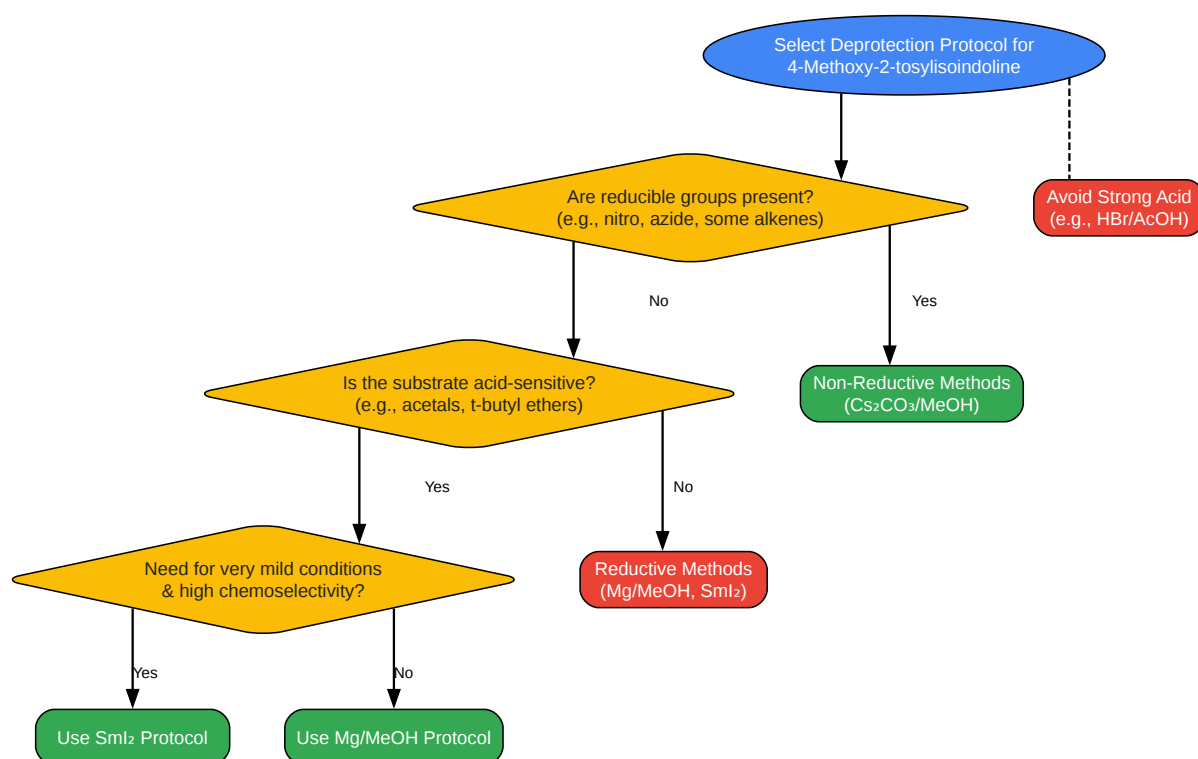 Select Deprotection Protocol for
4-Methoxy-2-tosylisoindoline
Are reducible groups present?
(e.g., nitro, azide, some alkenes)
Avoid Strong Acid
(e.g., HBr/AcOH)
No
Yes
Is the substrate acid-sensitive?
(e.g., acetals, t-butyl ethers)
Non-Reductive Methods
(Cs₂CO₃/MeOH)
Yes
No
Need for very mild conditions
& high chemoselectivity?
Reductive Methods
(Mg/MeOH, SmI₂)
Yes
No
Use SmI₂ Protocol
Use Mg/MeOH Protocol